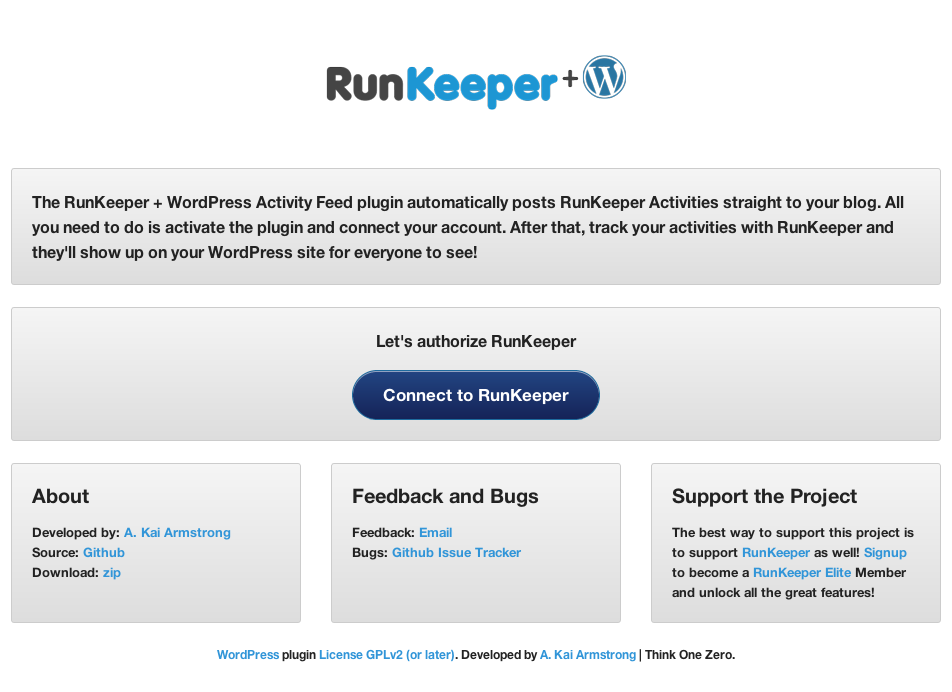 RunKeeper + W
The RunKeeper + WordPress Activity Feed plugin automatically posts RunKeeper Activities straight to your blog. All
you need to do is activate the plugin and connect your account. After that, track your activities with RunKeeper and
they'll show up on your WordPress site for everyone to see!
Let's authorize RunKeeper
Connect to RunKeeper
About
Developed by: A. Kai Armstrong
Source: Github
Download: zip
Feedback and Bugs
Feedback: Email
Bugs: Github Issue Tracker
Support the Project
The best way to support this project is
to support RunKeeper as well! Signup
to become a RunKeeper Elite Member
and unlock all the great features!
WordPress plugin License GPLv2 (or later). Developed by A. Kai Armstrong | Think One Zero.